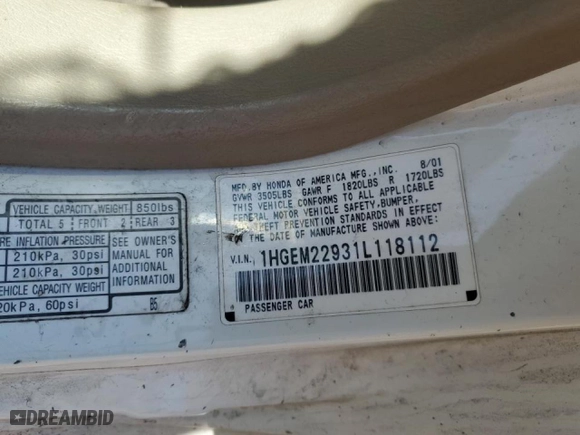 VEHICLE CAPACITY WEIGHT 850lbs
TOTAL 5 FRONT 2 REAR 3
RE INFLATION PRESSURE
210kPa, 30psi
210kPa, 30psi
EHICLE CAPACITY WEIGHT
20kPa, 60psi
SEE OWNER'S
MANUAL FOR
ADDITIONAL
INFORMATION
B5
MFD.BY HONDA OF AMERICA MFG.,INC. 8/01
GVWR 3505LBS GAWR F 1820LBS R 1720LBS
THIS VEHICLE CONFORMS TO ALL APPLICABLE
FEDERAL MOTOR VEHICLE SAFETY,BUMPER,
THEFT PREVENTION STANDARDS IN EFFECT
THE DATE OF MANUFACTURE SHOWN ABOVE.
V.I.N. 1HGEM22931L118112
PASSENGER CAR
DREAMBID